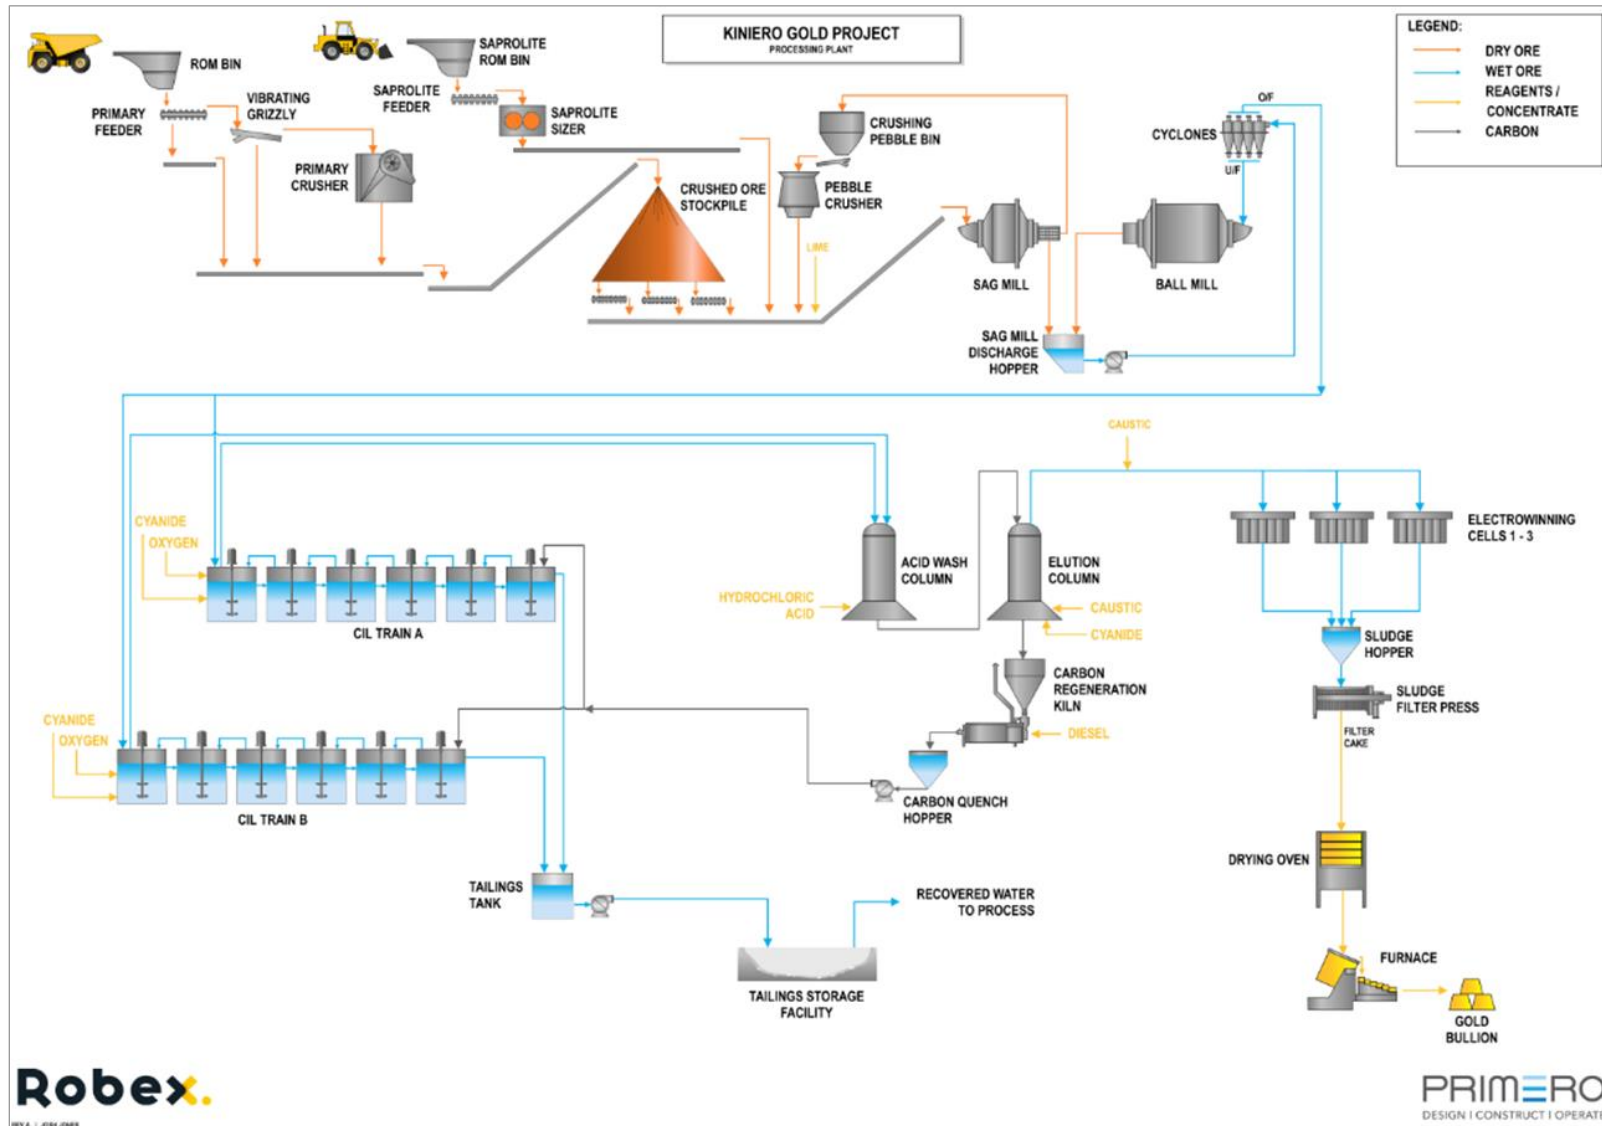 KINIERO GOLD PROJECT
PROCESSING PLANT
LEGEND:
DRY ORE
WET ORE
REAGENTS /
CONCENTRATE
CARBON
ROM BIN
SAPROLITE
ROM BIN
PRIMARY
FEEDER
VIBRATING
GRIZZLY
SAPROLITE
FEEDER
SAPROLITE
SIZER
PRIMARY
CRUSHER
CRUSHED ORE
STOCKPILE
CRUSHING
PEBBLE BIN
PEBBLE
CRUSHER
LIME
O/F
CYCLONES
U/F
SAG MILL
BALL MILL
SAG MILL
DISCHARGE
HOPPER
CAUSTIC
CYANIDE
OXYGEN
CIL TRAIN A
ACID WASH
COLUMN
HYDROCHLORIC
ACID
ELUTION
COLUMN
CAUSTIC
CYANIDE
ELECTROWINNING
CELLS 1 - 3
SLUDGE
HOPPER
CARBON
REGENERATION
KILN
DIESEL
SLUDGE
FILTER PRESS
FILTER
CAKE
CYANIDE
OXYGEN
CIL TRAIN B
CARBON QUENCH
HOPPER
DRYING OVEN
TAILINGS
TANK
RECOVERED WATER
TO PROCESS
TAILINGS STORAGE
FACILITY
FURNACE
GOLD
BULLION
Robex.
PRIMERO
DESIGN | CONSTRUCT | OPERATE